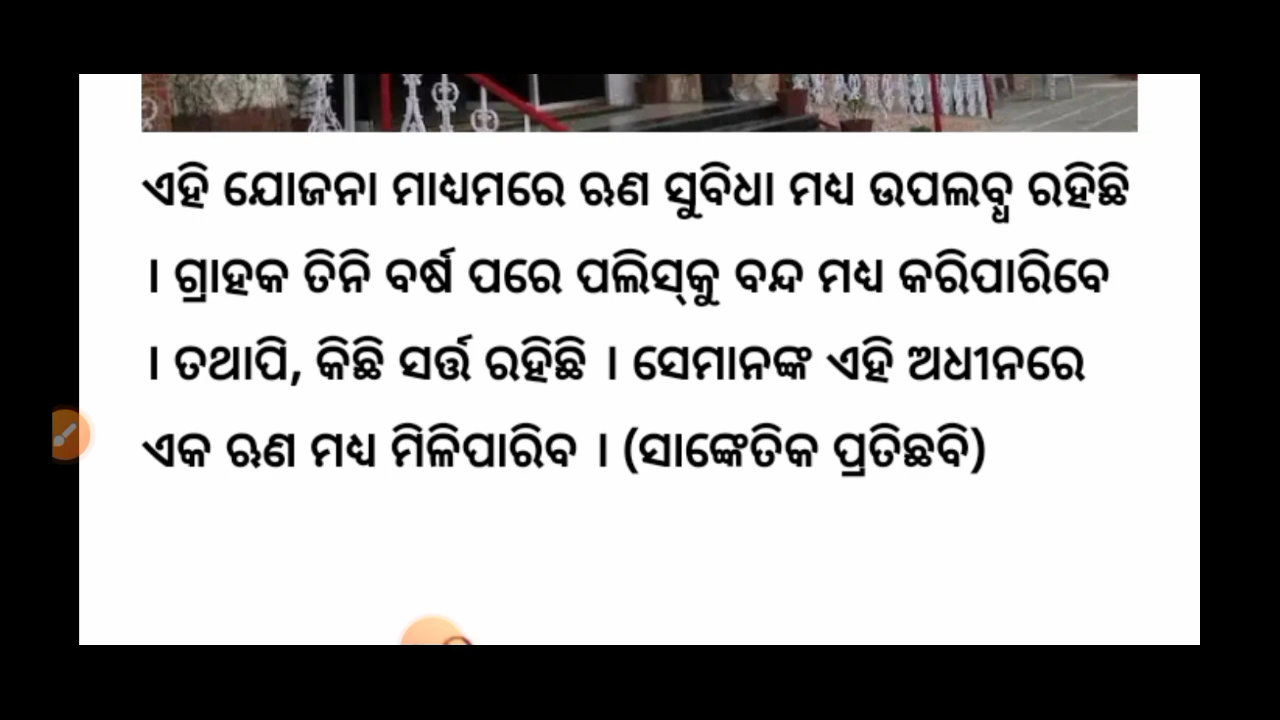 ଏହି ଯୋଜନା ମାଧ୍ୟମରେ ଋଣ ସୁବିଧା ମଧ୍ୟ ଉପଲବ୍ଧ ରହିଛି
। ଗ୍ରାହକ ତିନି ବର୍ଷ ପରେ ପଲିସ୍‌କୁ ବନ୍ଦ ମଧ୍ୟ କରିପାରିବେ
। ତଥାପି, କିଛି ସର୍ତ୍ତ ରହିଛି । ସେମାନଙ୍କ ଏହି ଅଧୀନରେ
ଏକ ଋଣ ମଧ୍ୟ ମିଳିପାରିବ । (ସାଙ୍କେତିକ ପ୍ରତିଛବି)